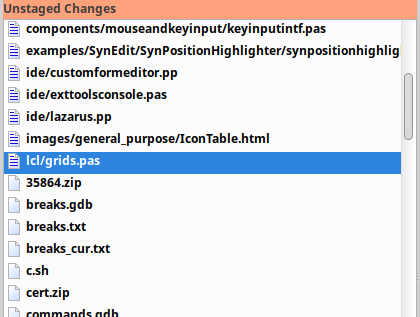 Unstaged Changes
components/mouseandkeyinput/keyinputintf.pas
examples/SynEdit/SynPositionHighlighter/synpositionhighlig
ide/customformeditor.pp
ide/exttoolsconsole.pas
ide/lazarus.pp
images/general_purpose/IconTable.html
lcl/grids.pas
35864.zip
breaks.gdb
breaks.txt
breaks_cur.txt
c.sh
cert.zip
commands.gdb